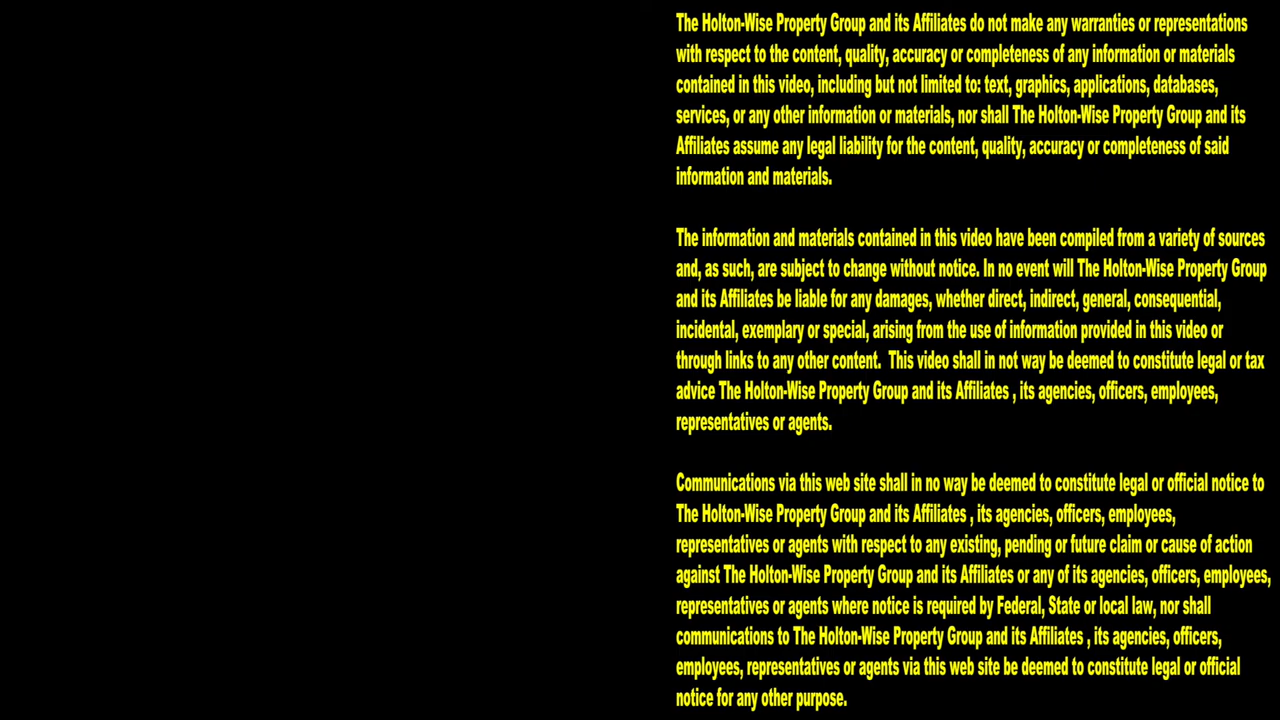 The Holton-Wise Property Group and its Affiliates do not make any warranties or representations
with respect to the content, quality, accuracy or completeness of any information or materials
contained in this video, including but not limited to: text, graphics, applications, databases,
services, or any other information or materials, nor shall The Holton-Wise Property Group and its
Affiliates assume any legal liability for the content, quality, accuracy or completeness of said
information and materials.
The information and materials contained in this video have been compiled from a variety of sources
and, as such, are subject to change without notice. In no event will The Holton-Wise Property Group
and its Affiliates be liable for any damages, whether direct, indirect, general, consequential,
incidental, exemplary or special, arising from the use of information provided in this video or
through links to any other content.  This video shall in not way be deemed to constitute legal or tax
advice The Holton-Wise Property Group and its Affiliates , its agencies, officers, employees,
representatives or agents.
Communications via this web site shall in no way be deemed to constitute legal or official notice to
The Holton-Wise Property Group and its Affiliates , its agencies, officers, employees,
representatives or agents with respect to any existing, pending or future claim or cause of action
against The Holton-Wise Property Group and its Affiliates or any of its agencies, officers, employees,
representatives or agents where notice is required by Federal, State or local law, nor shall
communications to The Holton-Wise Property Group and its Affiliates , its agencies, officers,
employees, representatives or agents via this web site be deemed to constitute legal or official
notice for any other purpose.